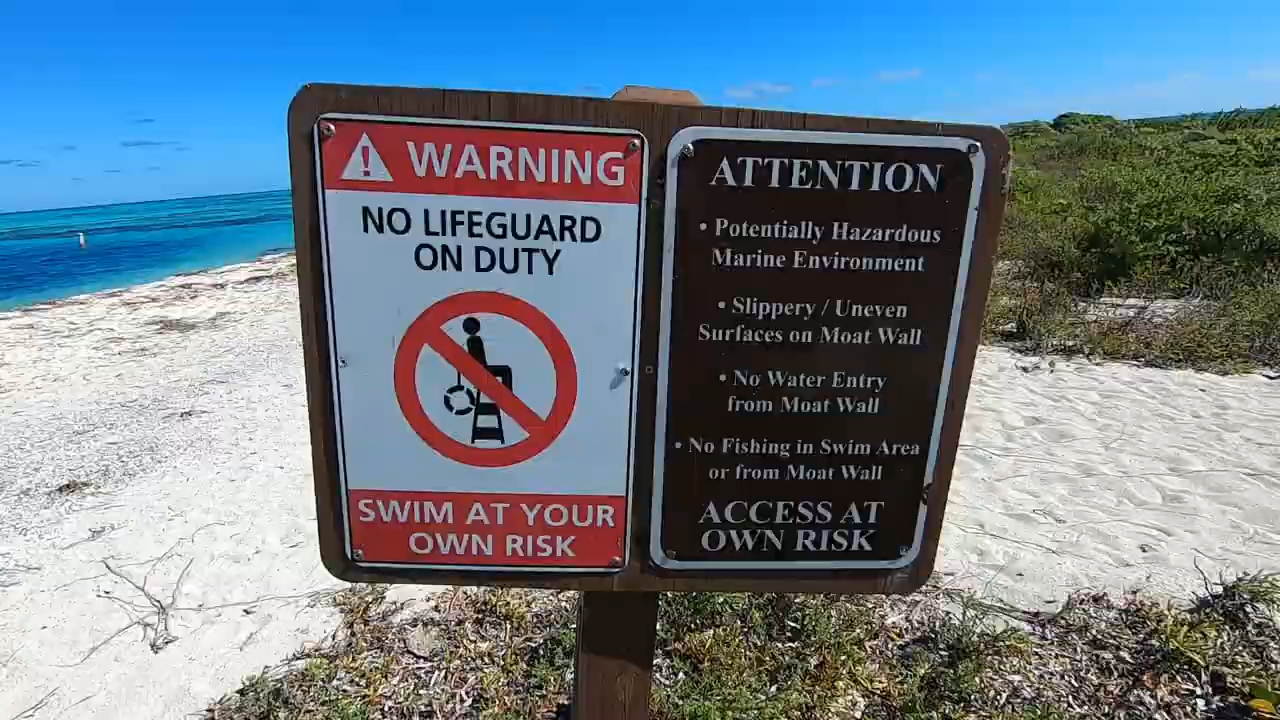 WARNING
NO LIFEGUARD
ON DUTY
SWIM AT YOUR
OWN RISK
ATTENTION
• Potentially Hazardous
Marine Environment
• Slippery / Uneven
Surfaces on Moat Wall
• No Water Entry
from Moat Wall
• No Fishing in Swim Area
or from Moat Wall
ACCESS AT
OWN RISK